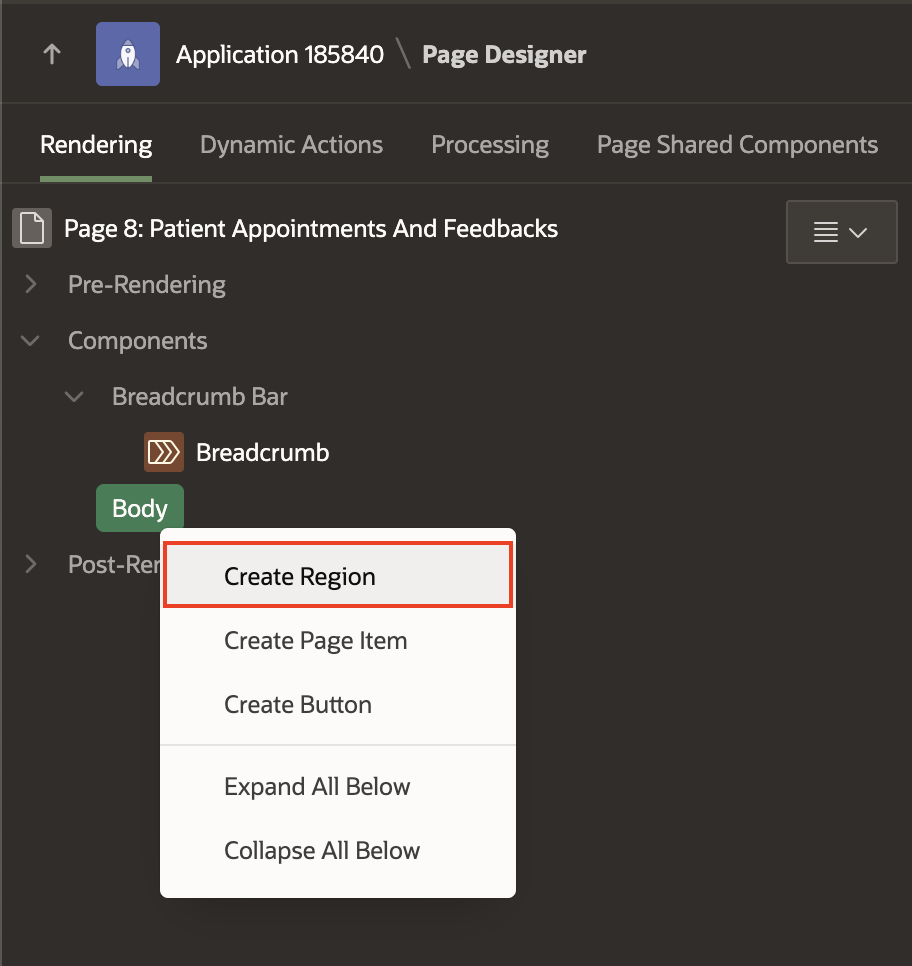 Application 185840 \ Page Designer
Rendering Dynamic Actions Processing Page Shared Components
Page 8: Patient Appointments And Feedbacks
Pre-Rendering
Components
Breadcrumb Bar
Breadcrumb
Body
Post-Rer
Create Region
Create Page Item
Create Button
Expand All Below
Collapse All Below